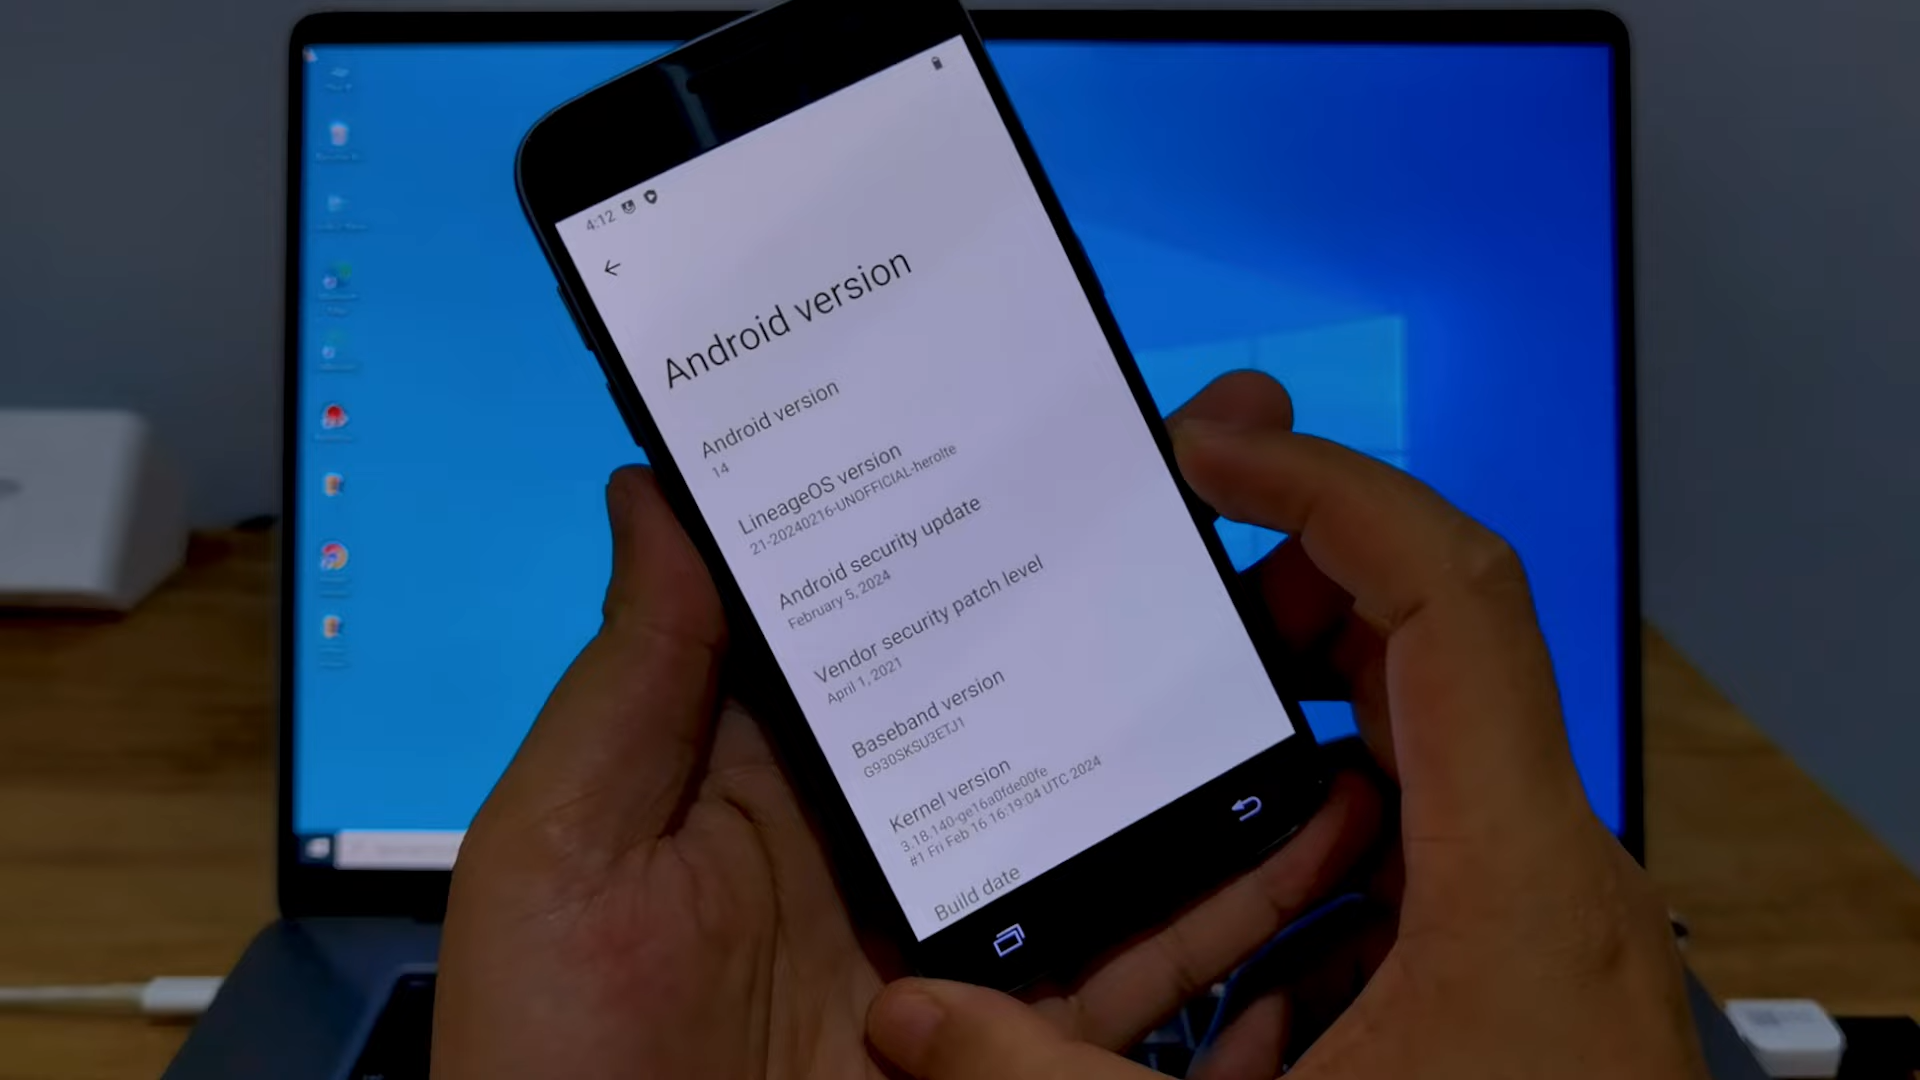 4:12
Android version
Android version
14
LineageOS version
21-20240216-UNOFFICIAL-herolte
Android security update
February 5, 2024
Vendor security patch level
April 1, 2021
Baseband version
G930SKSU3ETJ1
Kernel version
3.18.140-ge16a0fde00fe
#1 Fri Feb 16 16:19:04 UTC 2024
Build date